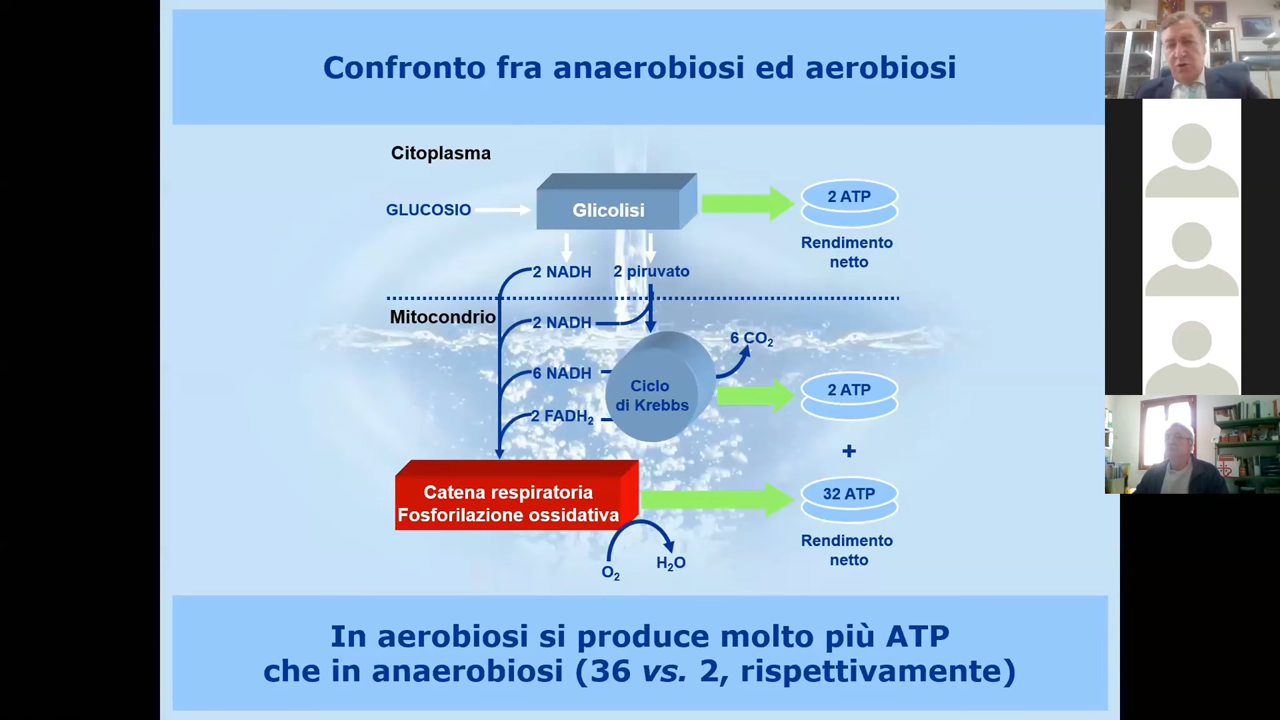 Confronto fra anaerobiosi ed aerobiosi
Citoplasma
GLUCOSIO
Glicolisi
2 ATP
Rendimento
netto
2 NADH
2 piruvato
Mitocondrio
2 NADH
6 CO₂
6 NADH
Ciclo
di Krebbs
2 ATP
2 FADH₂
+
Catena respiratoria
Fosforilazione ossidativa
32 ATP
Rendimento
netto
O₂
H₂O
In aerobiosi si produce molto più ATP
che in anaerobiosi (36 vs. 2, rispettivamente)